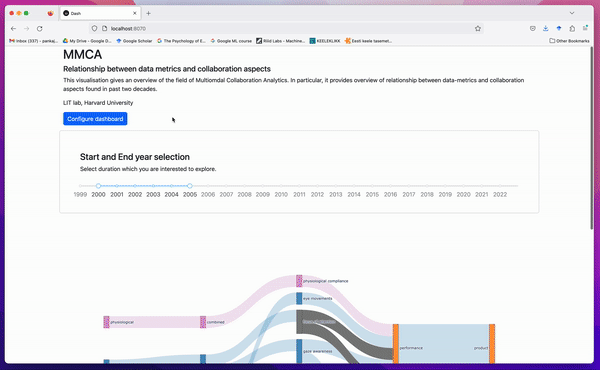 Dash
localhost:8070
Inbox (337) - pankaj...
My Drive - Google D...
Google Scholar
The Psychology of E...
Google ML course
Rild Labs - Machine...
KEELEKLIKK
Eesti keele tasemet...
Other Bookmarks
MMCA
Relationship between data metrics and collaboration aspects
This visualisation gives an overview of the field of Multiomdal Collaboration Analytics. In particular, it provides overview of relationship between data-metrics and collaboration
aspects found in past two decades.
LIT lab, Harvard University
Configure dashboard
Start and End year selection
Select duration which you are interested to explore.
1999 2000 2001 2002 2003 2004 2005 2006 2007 2008 2009 2010 2011 2012 2013 2014 2015 2016 2017 2018 2019 2020 2021 2022
physiological compliance
eye movements
physiological
combined
gaze awareness
performance
product